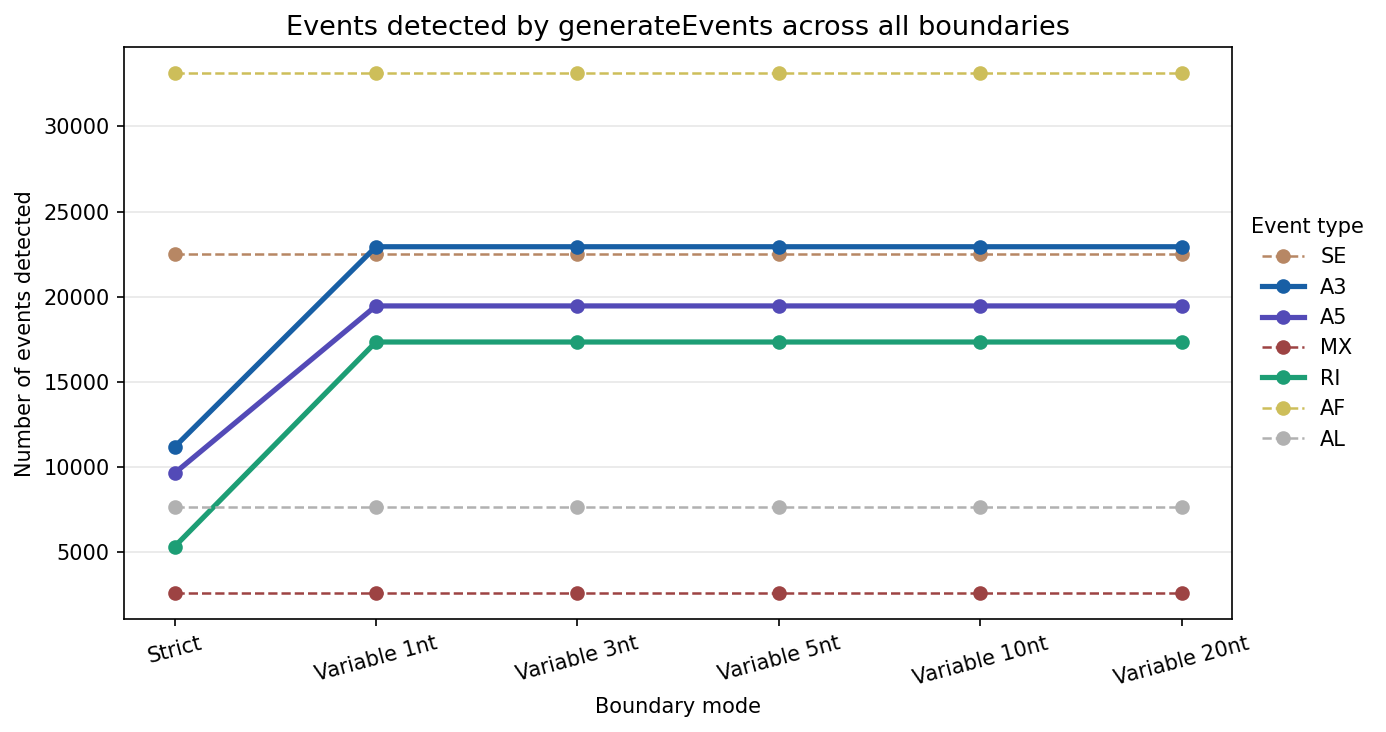 Events detected by generateEvents across all boundaries
Number of events detected
30000
25000
20000
15000
10000
5000
Strict
Variable 1nt
Variable 3nt
Variable 5nt
Variable 10nt
Variable 20nt
Boundary mode
Event type
SE
A3
A5
MX
RI
AF
AL